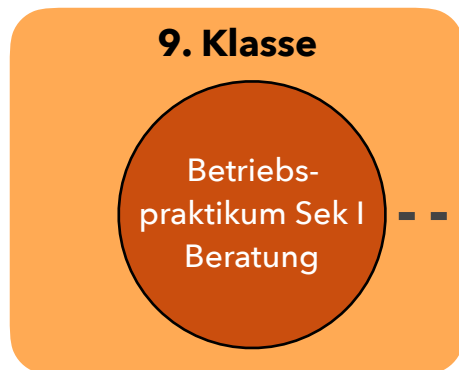 9. Klasse
Betriebs-
praktikum Sek I
Beratung